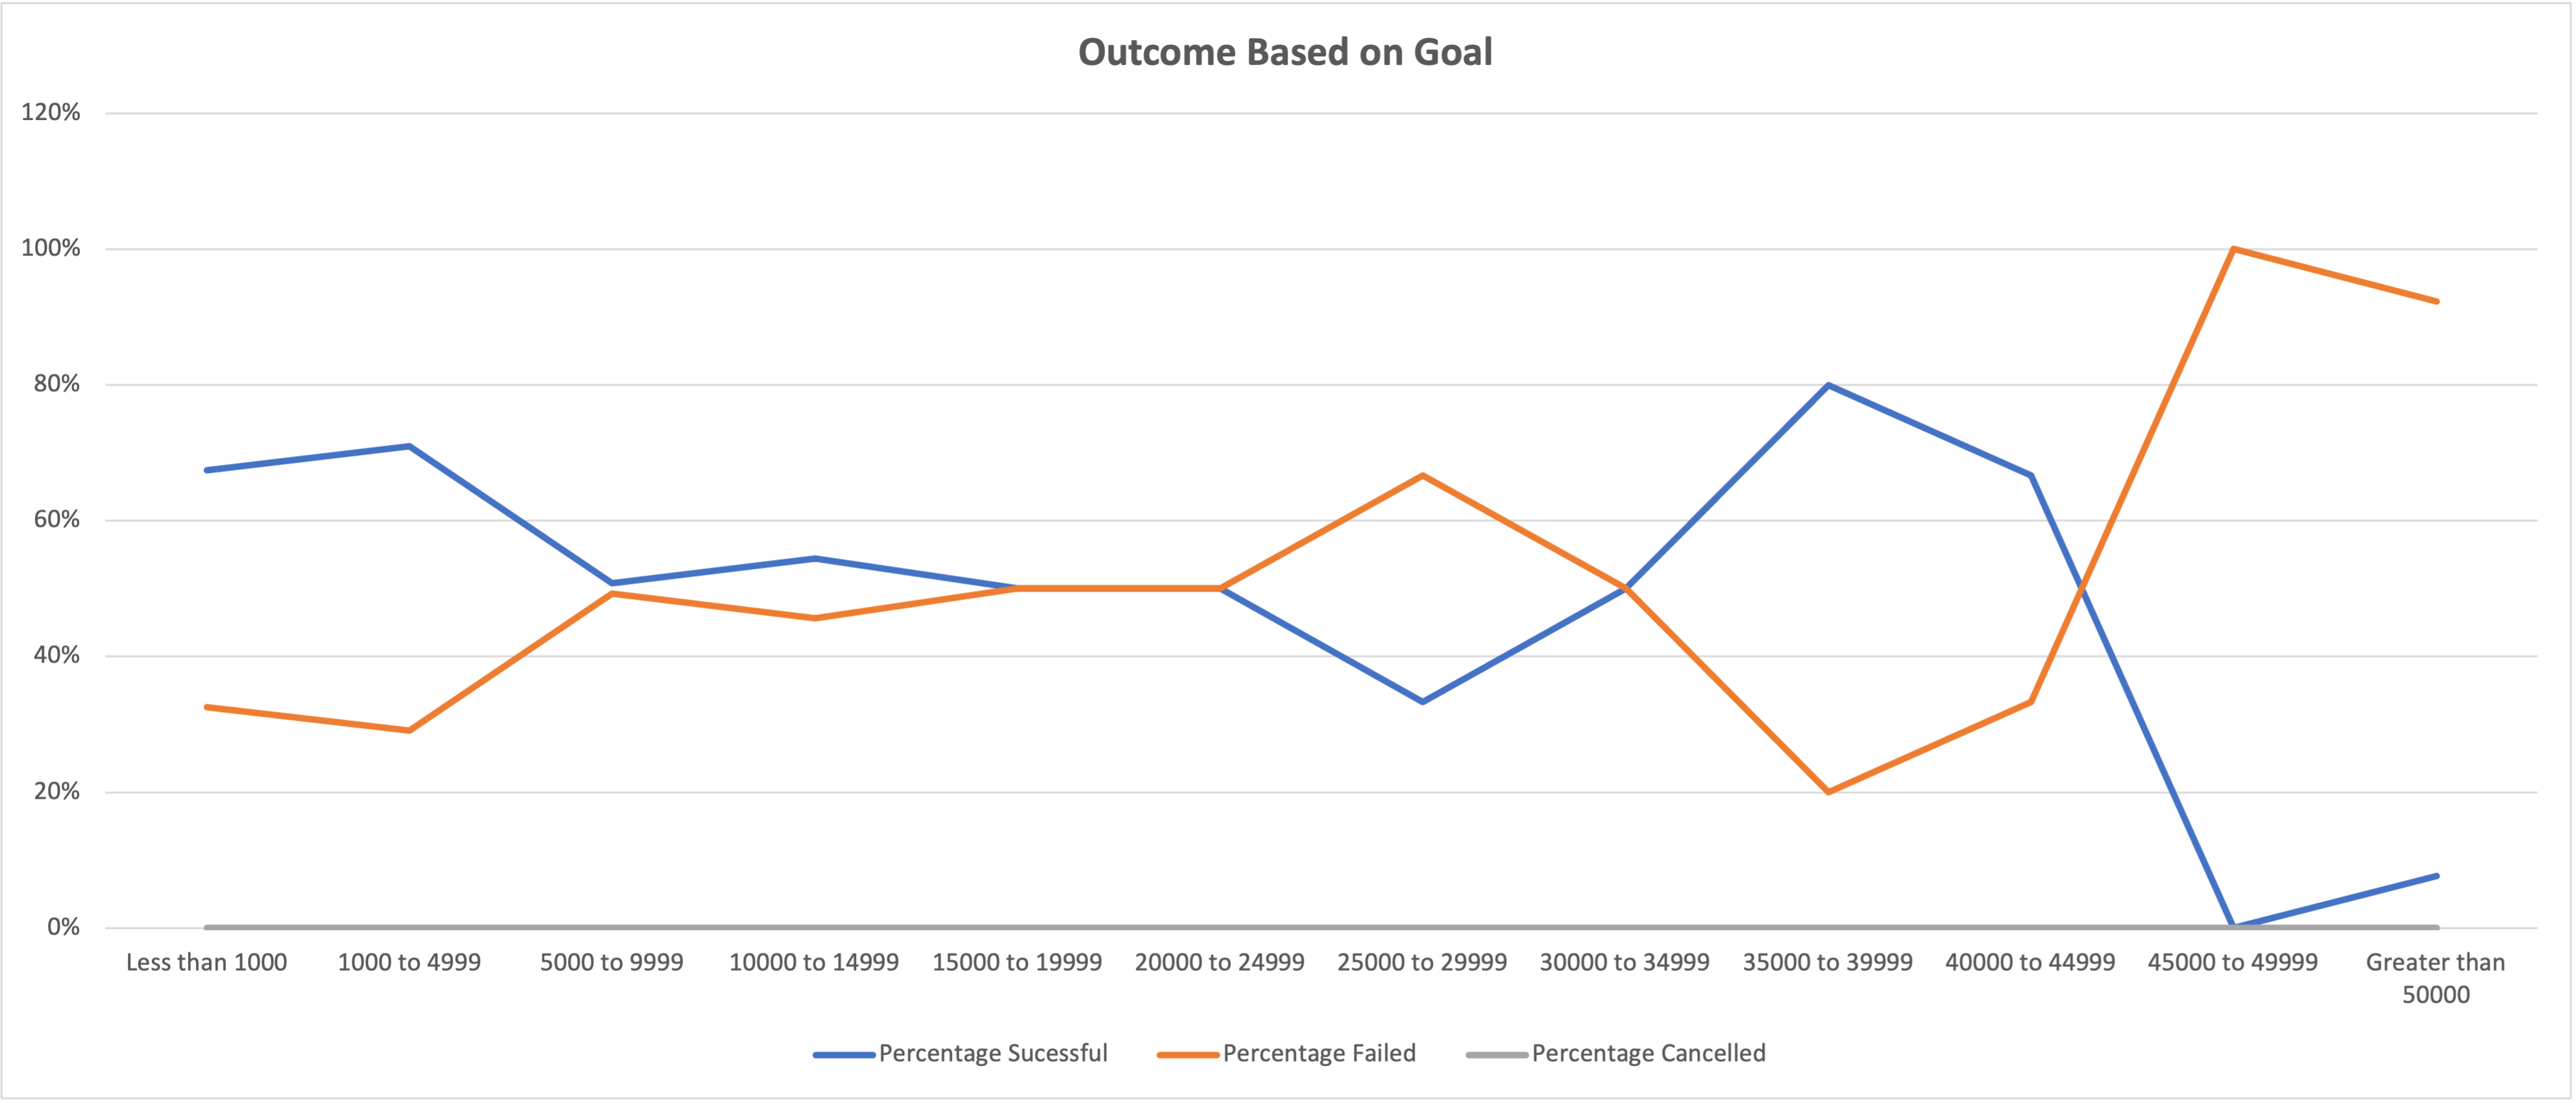 Outcome Based on Goal
120%
100%
80%
60%
40%
20%
0%
Less than 1000
1000 to 4999
5000 to 9999
10000 to 14999
15000 to 19999
20000 to 24999
25000 to 29999
30000 to 34999
35000 to 39999
40000 to 44999
45000 to 49999
Greater than
50000
Percentage Sucessful
Percentage Failed
Percentage Cancelled